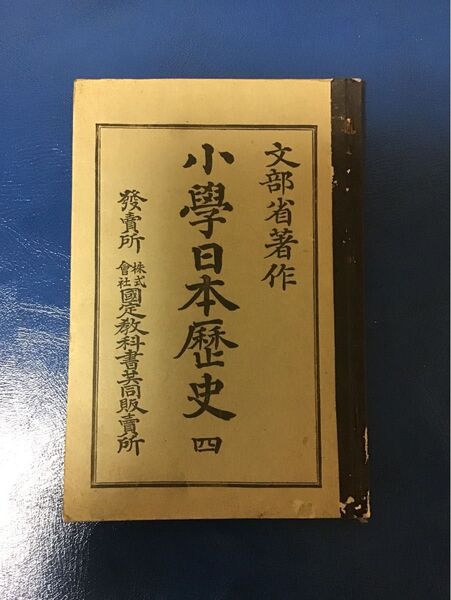 文部省著作
小學日本歷史 四
發賣所 株式會社國定教科書共同販賣所